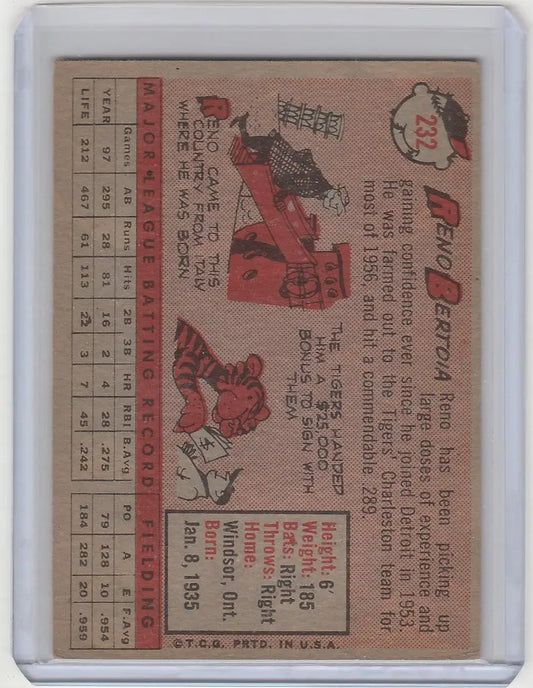 232
RENO BERTOIA Reno has been picking up
large doses of experience and
gaining confidence ever since he joined Detroit in 1953
He was farmed out to the Tigers' Charleston team for
most of 1956, and hit a commendable 289.
RENO CAME TO THIS
COUNTRY FROM ITALY
WHERE HE WAS BORN
THE TIGERS HANDED
HIM A $25,000
BONUS TO SIGN WITH
THEM
$
Height: 6'
Weight: 185
Bats: Right
Throws: Right
Home:
Windsor, Ont.
Born:
Jan. 8, 1935
MAJOR LEAGUE BATTING RECORD FIELDING
Games AB Runs Hits 2B 3B HR RBI B.Avg PO A E F.Avg
YEAR 97 295 28 81 16 2 4 28 .275 79 128 10 .954
LIFE 212 467 61 113 22 3 7 45 .242 184 282 20 .959
©T.C.G. PRTD. IN U.S.A.